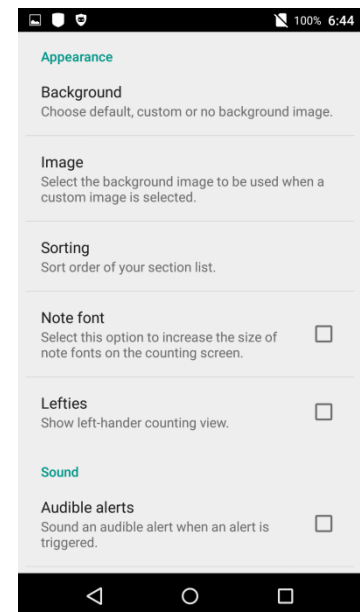 100% 6:44
Appearance
Background
Choose default, custom or no background image.
Image
Select the background image to be used when a
custom image is selected.
Sorting
Sort order of your section list.
Note font
Select this option to increase the size of
note fonts on the counting screen.
Lefties
Show left-hander counting view.
Sound
Audible alerts
Sound an audible alert when an alert is
triggered.